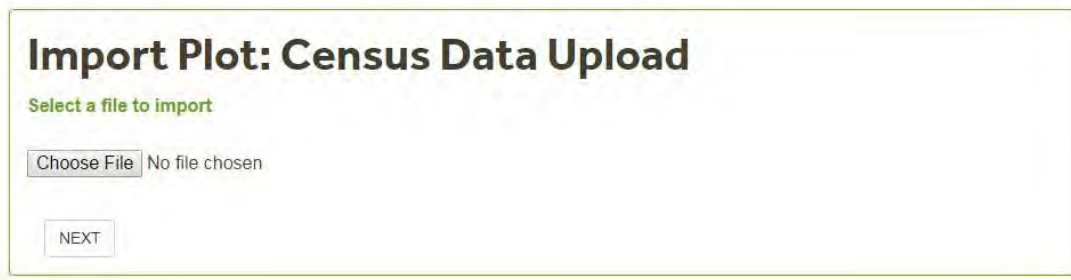 Import Plot: Census Data Upload
Select a file to import
Choose File No file chosen
NEXT